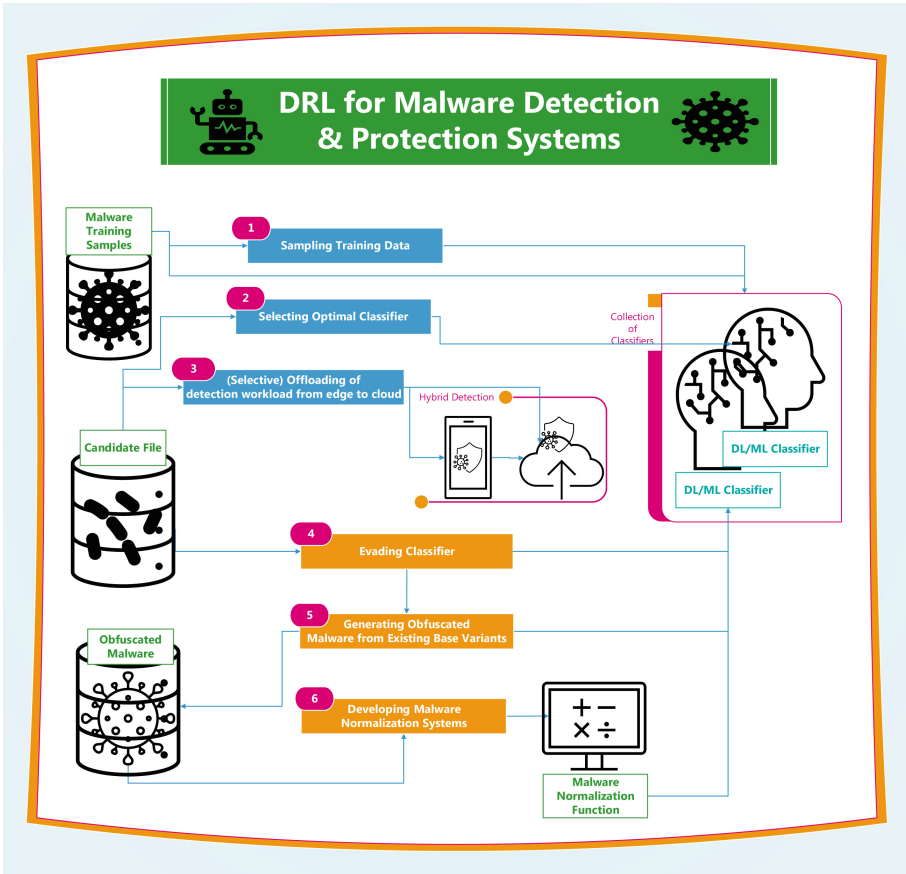 DRL for Malware Detection
& Protection Systems
Malware
Training
Samples
1
Sampling Training Data
2
Selecting Optimal Classifier
Collection
of
Classifiers
3
(Selective) Offloading of
detection workload from edge to cloud
Hybrid Detection
Candidate File
DL/ML Classifier
DL/ML Classifier
4
Evading Classifier
5
Generating Obfuscated
Malware from Existing Base Variants
Obfuscated
Malware
6
Developing Malware
Normalization Systems
+ −
× ÷
Malware
Normalization
Function